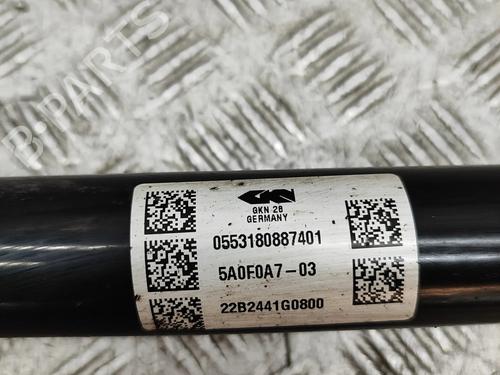 B-PARTS
GKN
GKN 28
GERMANY
0553180887401
5A0F0A7-03
22B2441G0800